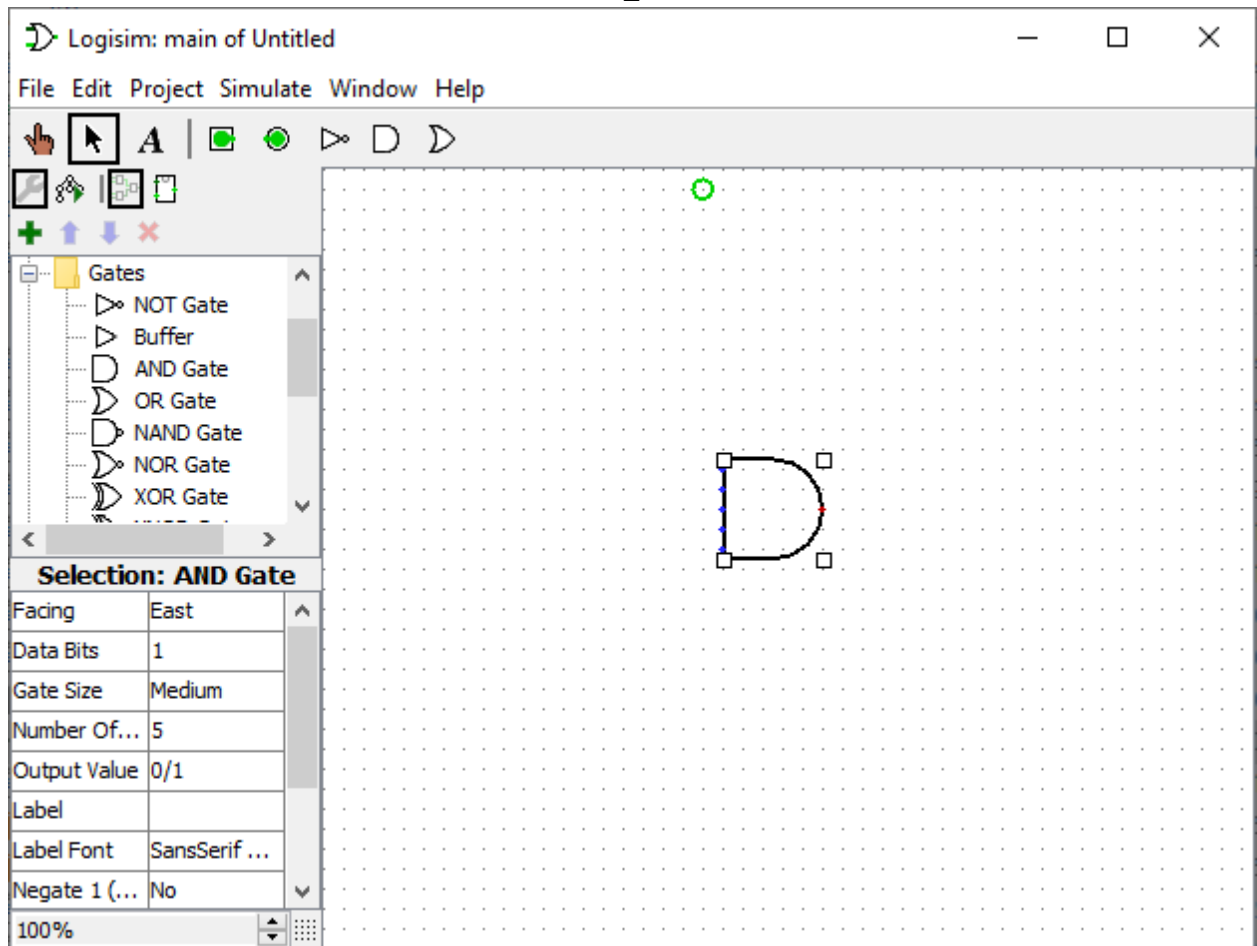 Logisim: main of Untitled
File Edit Project Simulate Window Help
A
Gates
NOT Gate
Buffer
AND Gate
OR Gate
NAND Gate
NOR Gate
XOR Gate
Selection: AND Gate
Facing East
Data Bits 1
Gate Size Medium
Number Of... 5
Output Value 0/1
Label
Label Font SansSerif ...
Negate 1 (... No
100%